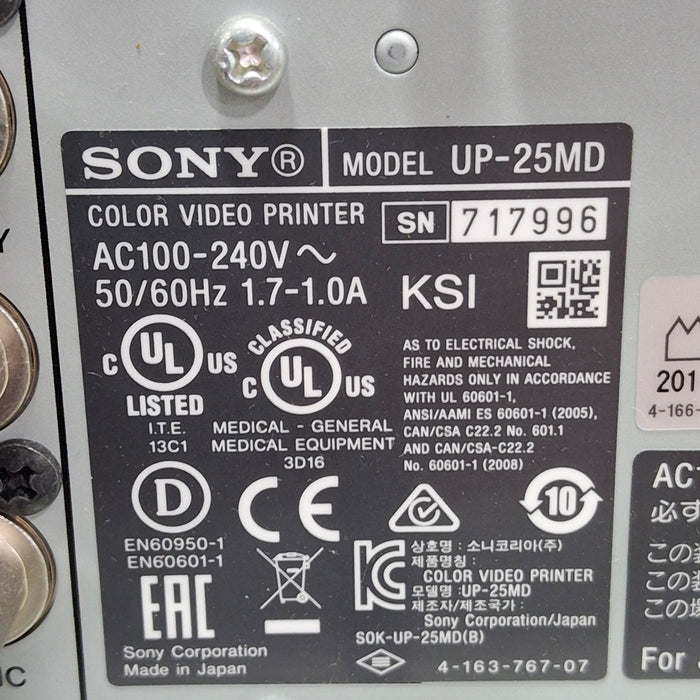 SONY® MODEL UP-25MD
COLOR VIDEO PRINTER SN 717996
AC100-240V ~
50/60Hz 1.7-1.0A KSI
C UL US
LISTED
I.T.E.
13C1
CLASSIFIED
C UL US
MEDICAL - GENERAL
MEDICAL EQUIPMENT
3D16
AS TO ELECTRICAL SHOCK,
FIRE AND MECHANICAL
HAZARDS ONLY IN ACCORDANCE
WITH UL 60601-1,
ANSI/AAMI ES 60601-1 (2005),
CAN/CSA C22.2 No. 601.1
AND CAN/CSA-C22.2
No. 60601-1 (2008)
D
EN60950-1
EN60601-1
CE
10
EAC
상호명 : 소니코리아(주)
제품명칭 :
COLOR VIDEO PRINTER
모델명 : UP-25MD
제조자/제조국가 :
Sony Corporation/Japan
SOK-UP-25MD(B)
Sony Corporation
Made in Japan
4-163-767-07
201
4-166-
AC1
必ず
この
この
この
For
Y
IC